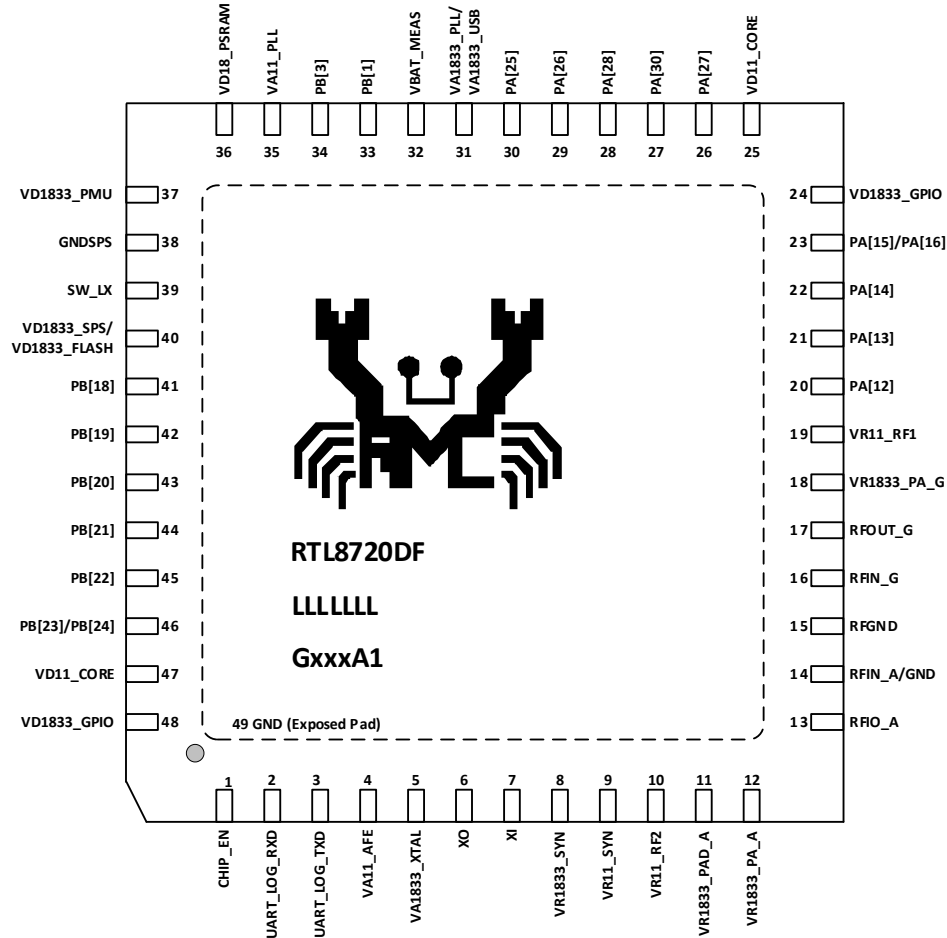 VD18_PSRAM
VA11_PLL
PB[3]
PB[1]
VBAT_MEAS
VA1833_PLL/
VA1833_USB
PA[25]
PA[26]
PA[28]
PA[30]
PA[27]
VD11_CORE
36 35 34 33 32 31 30 29 28 27 26 25
VD1833_PMU 37
GNDSPS 38
SW_LX 39
VD1833_SPS/
VD1833_FLASH 40
PB[18] 41
PB[19] 42
PB[20] 43
PB[21] 44
PB[22] 45
PB[23]/PB[24] 46
VD11_CORE 47
VD1833_GPIO 48
24 VD1833_GPIO
23 PA[15]/PA[16]
22 PA[14]
21 PA[13]
20 PA[12]
19 VR11_RF1
18 VR1833_PA_G
17 RFOUT_G
16 RFIN_G
15 RFGND
14 RFIN_A/GND
13 RFIO_A
AMC
RTL8720DF
LLLLLLL
GxxxA1
49 GND (Exposed Pad)
1 2 3 4 5 6 7 8 9 10 11 12
CHIP_EN
UART_LOG_RXD
UART_LOG_TXD
VA11_AFE
VA1833_XTAL
XO
XI
VR1833_SYN
VR11_SYN
VR11_RF2
VR1833_PAD_A
VR1833_PA_A